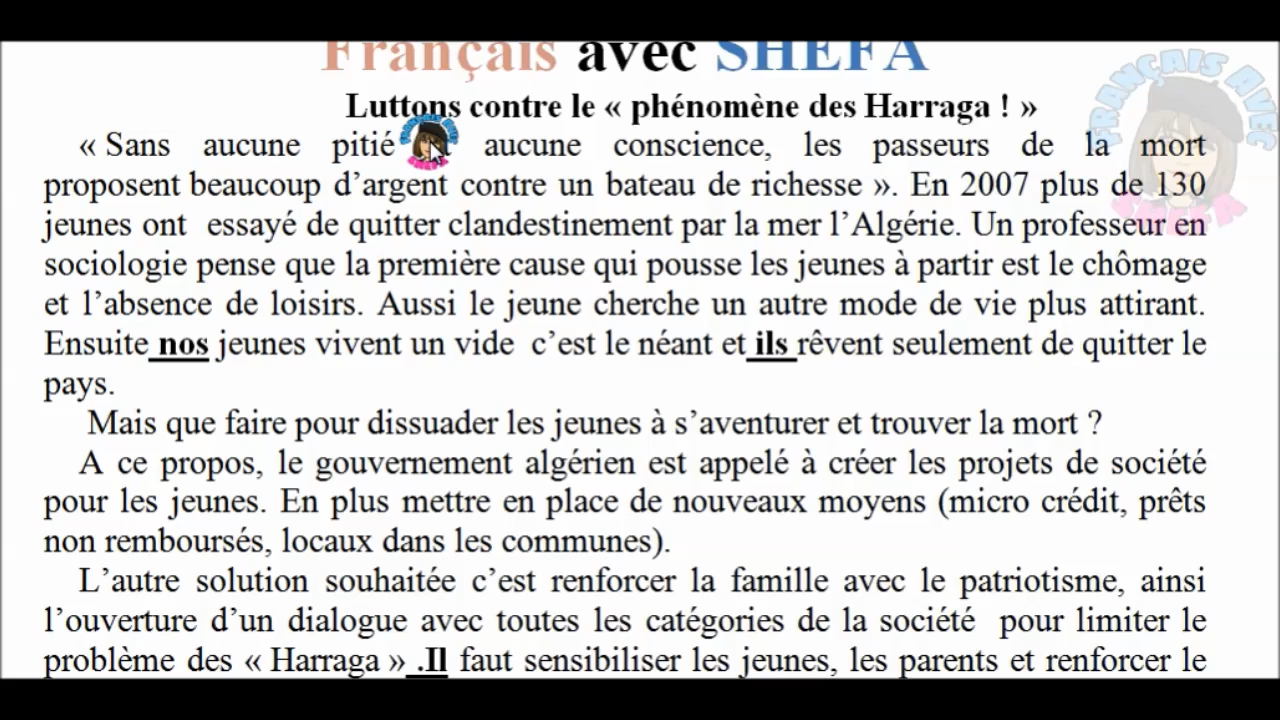 Français avec SHEFA
FRANÇAIS AVEC
SHEFA
Luttons contre le « phénomène des Harraga ! »
« Sans aucune pitié aucune conscience, les passeurs de la mort
proposent beaucoup d’argent contre un bateau de richesse ». En 2007 plus de 130
jeunes ont essayé de quitter clandestinement par la mer l’Algérie. Un professeur en
sociologie pense que la première cause qui pousse les jeunes à partir est le chômage
et l’absence de loisirs. Aussi le jeune cherche un autre mode de vie plus attirant.
Ensuite nos jeunes vivent un vide c’est le néant et ils rêvent seulement de quitter le
pays.
Mais que faire pour dissuader les jeunes à s’aventurer et trouver la mort ?
A ce propos, le gouvernement algérien est appelé à créer les projets de société
pour les jeunes. En plus mettre en place de nouveaux moyens (micro crédit, prêts
non remboursés, locaux dans les communes).
L’autre solution souhaitée c’est renforcer la famille avec le patriotisme, ainsi
l’ouverture d’un dialogue avec toutes les catégories de la société pour limiter le
problème des « Harraga » .Il faut sensibiliser les jeunes, les parents et renforcer le